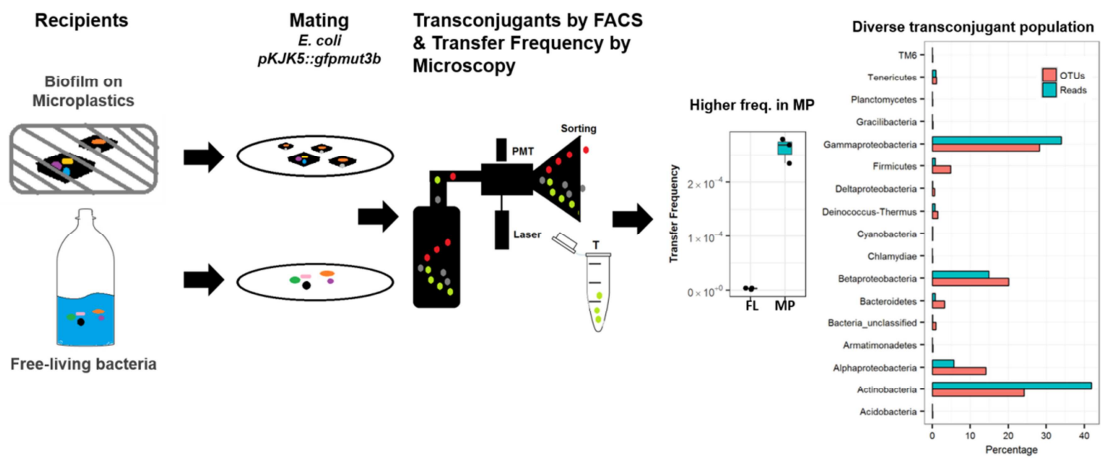 Recipients
Biofilm on
Microplastics
Free-living bacteria
Mating
E. coli
pKJK5::gfpmut3b
Transconjugants by FACS
& Transfer Frequency by
Microscopy
PMT
Sorting
Laser
T
Higher freq. in MP
Transfer Frequency
2 × 10⁻⁴
1 × 10⁻⁴
0 × 10⁻⁰
FL
MP
Diverse transconjugant population
OTUs
Reads
TM6
Tenericutes
Planctomycetes
Gracilibacteria
Gammaproteobacteria
Firmicutes
Deltaproteobacteria
Deinococcus-Thermus
Cyanobacteria
Chlamydiae
Betaproteobacteria
Bacteroidetes
Bacteria_unclassified
Armatimonadetes
Alphaproteobacteria
Actinobacteria
Acidobacteria
0 10 20 30 40
Percentage